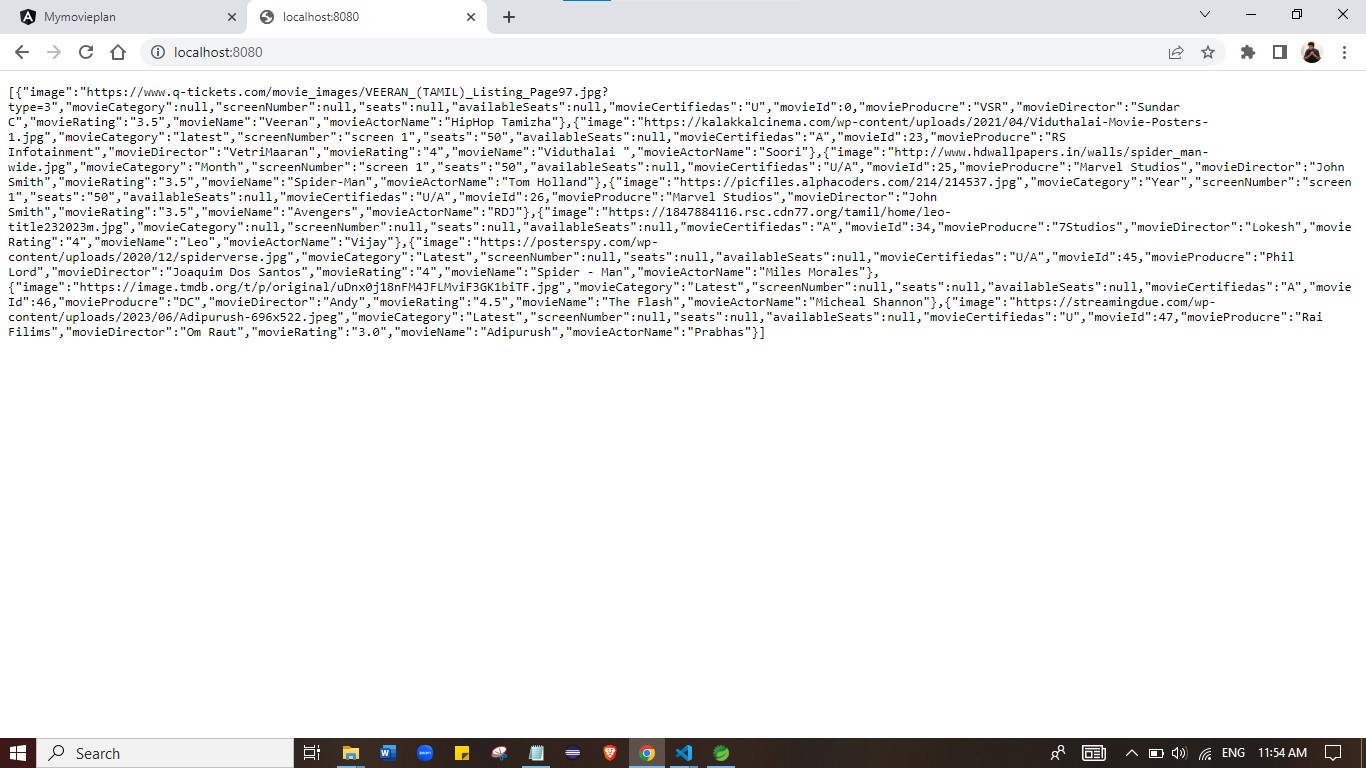 Mymovieplan
localhost:8080
localhost:8080
[{"image":"https://www.q-tickets.com/movie_images/VEERAN_(TAMIL)_Listing_Page97.jpg?
type=3","movieCategory":null,"screenNumber":null,"seats":null,"availableSeats":null,"movieCertifiedas":"U","movieId":0,"movieProducre":"VSR","movieDirector":"Sundar
C","movieRating":"3.5","movieName":"Veeran","movieActorName":"HipHop Tamizha"},{"image":"https://kalakkalcinema.com/wp-content/uploads/2021/04/Viduthalai-Movie-Posters-
1.jpg","movieCategory":"latest","screenNumber":"screen 1","seats":"50","availableSeats":null,"movieCertifiedas":"A","movieId":23,"movieProducre":"RS
Infotainment","movieDirector":"VetriMaaran","movieRating":"4","movieName":"Viduthalai ","movieActorName":"Soori"},{"image":"http://www.hdwallpapers.in/walls/spider_man-
wide.jpg","movieCategory":"Month","screenNumber":"screen 1","seats":"50","availableSeats":null,"movieCertifiedas":"U/A","movieId":25,"movieProducre":"Marvel Studios","movieDirector":"John
Smith","movieRating":"3.5","movieName":"Spider-Man","movieActorName":"Tom Holland"},{"image":"https://picfiles.alphacoders.com/214/214537.jpg","movieCategory":"Year","screenNumber":"screen
1","seats":"50","availableSeats":null,"movieCertifiedas":"U/A","movieId":26,"movieProducre":"Marvel Studios","movieDirector":"John
Smith","movieRating":"3.5","movieName":"Avengers","movieActorName":"RDJ"},{"image":"https://1847884116.rsc.cdn77.org/tamil/home/leo-
title232023m.jpg","movieCategory":null,"screenNumber":null,"seats":null,"availableSeats":null,"movieCertifiedas":"A","movieId":34,"movieProducre":"7Studios","movieDirector":"Lokesh","movie
Rating":"4","movieName":"Leo","movieActorName":"Vijay"},{"image":"https://posterspy.com/wp-
content/uploads/2020/12/spiderverse.jpg","movieCategory":"Latest","screenNumber":null,"seats":null,"availableSeats":null,"movieCertifiedas":"U/A","movieId":45,"movieProducre":"Phil
Lord","movieDirector":"Joaquim Dos Santos","movieRating":"4","movieName":"Spider - Man","movieActorName":"Miles Morales"},
{"image":"https://image.tmdb.org/t/p/original/uDnx0j18nFM4JFLMviF3GK1biTF.jpg","movieCategory":"Latest","screenNumber":null,"seats":null,"availableSeats":null,"movieCertifiedas":"A","movie
Id":46,"movieProducre":"DC","movieDirector":"Andy","movieRating":"4.5","movieName":"The Flash","movieActorName":"Micheal Shannon"},{"image":"https://streamingdue.com/wp-
content/uploads/2023/06/Adipurush-696x522.jpeg","movieCategory":"Latest","screenNumber":null,"seats":null,"availableSeats":null,"movieCertifiedas":"U","movieId":47,"movieProducre":"Rai
Filims","movieDirector":"Om Raut","movieRating":"3.0","movieName":"Adipurush","movieActorName":"Prabhas"}]
Search
ENG
11:54 AM